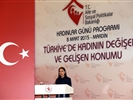 KADINLAR GÜNÜ PROGRAMI
8 MART 2015 - MARDİN
TÜRKİYE'DE KADININ DEĞİŞEN
VE GELİŞEN KONUMU